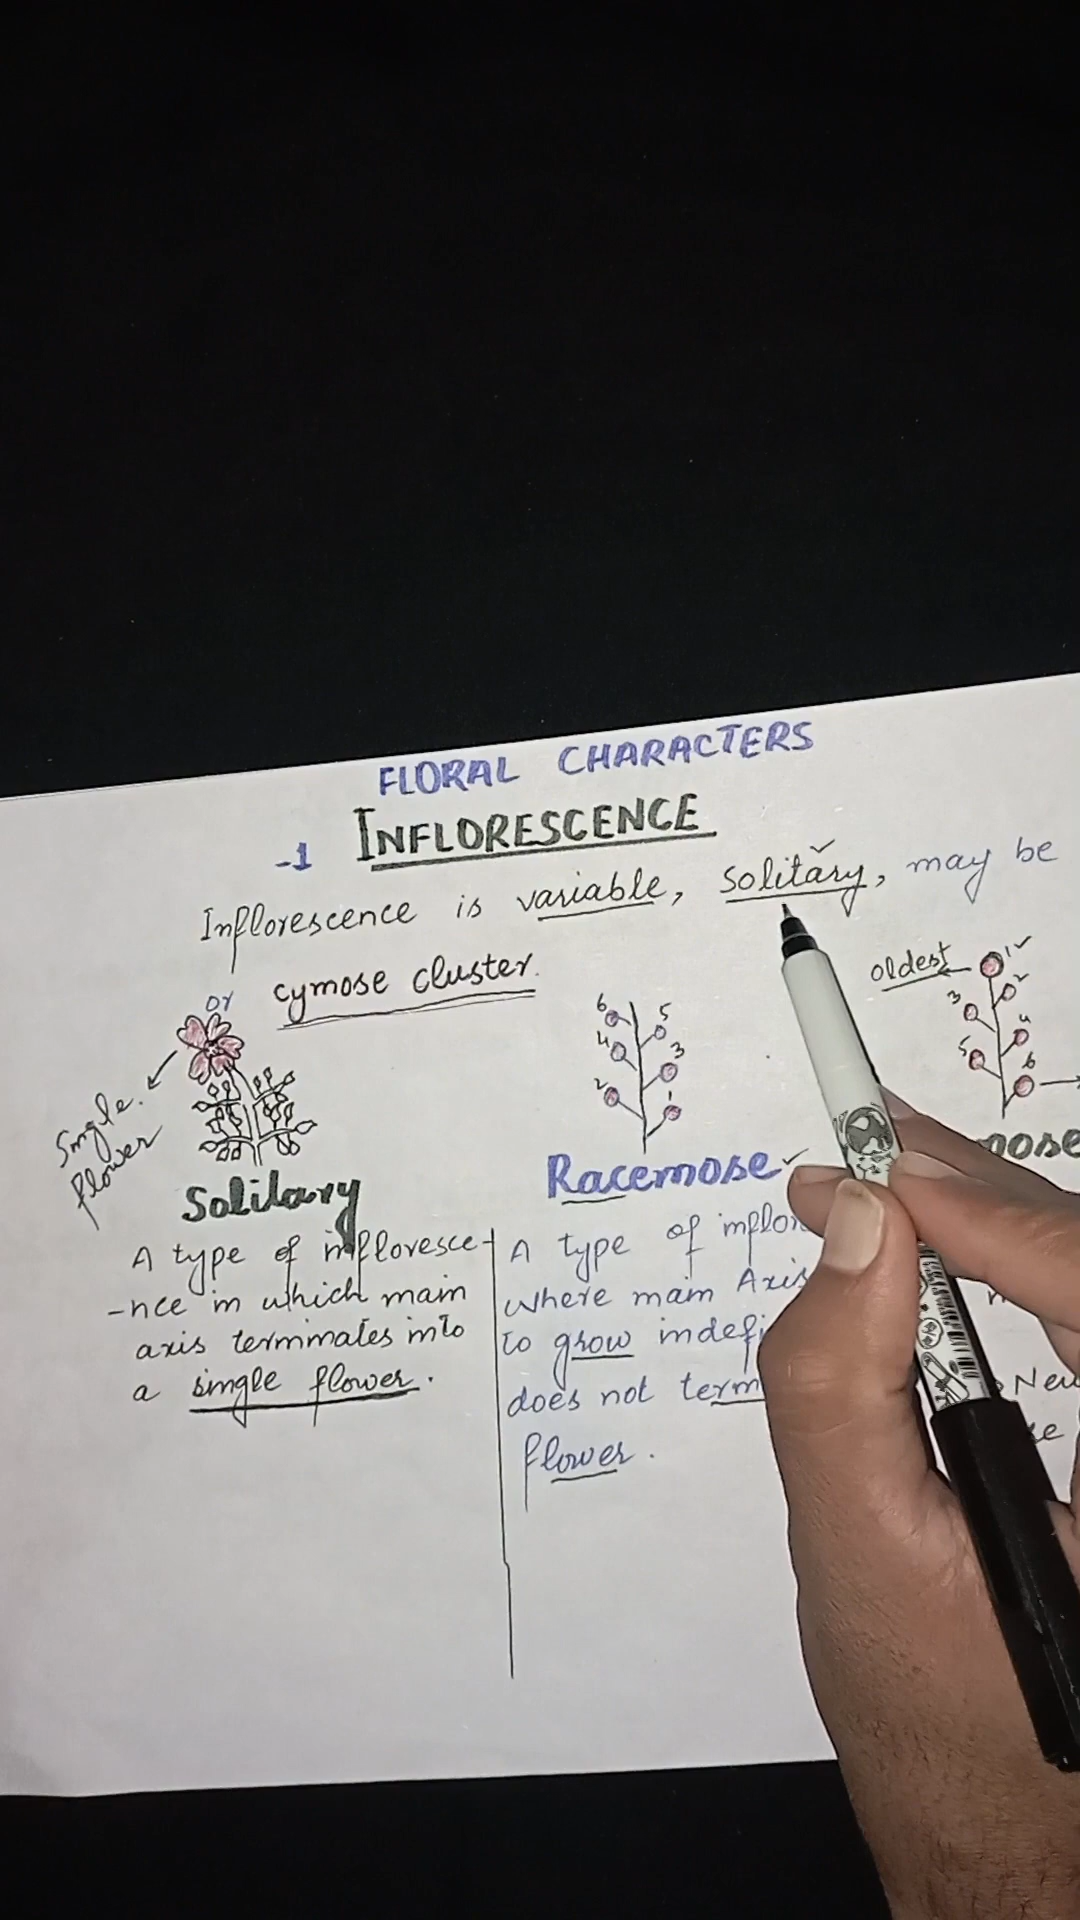 FLORAL CHARACTERS
-1 INFLORESCENCE
Inflorescence is variable, solitary, may be
or cymose cluster.
Single
flower
Solitary
A type of infloresce-
-nce in which main
axis terminates into
a single flower.
6
5
4
3
2
1
Racemose
A type of
where main Axis
to grow
does not
flower.
oldest
1
2
3
4
5
6